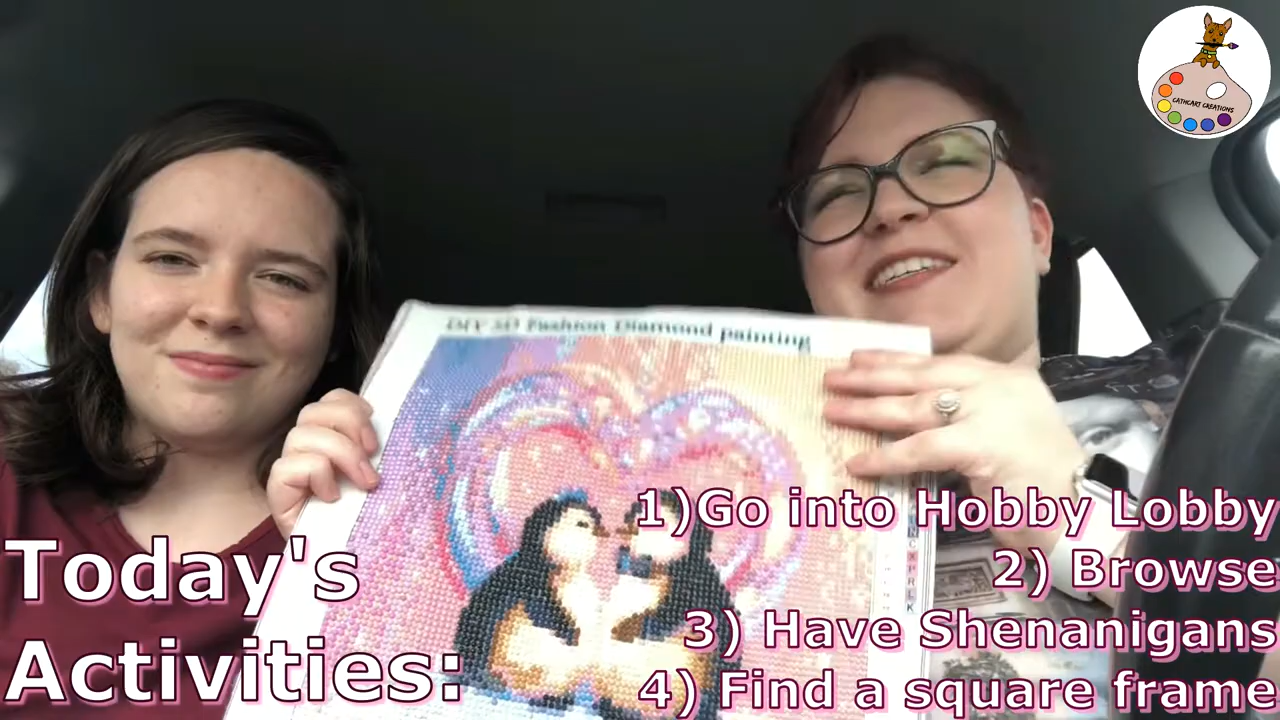 CATHCART CREATIONS
DIY 5D Fashion Diamond painting
Today's
Activities:
1)Go into Hobby Lobby
2) Browse
3) Have Shenanigans
4) Find a square frame